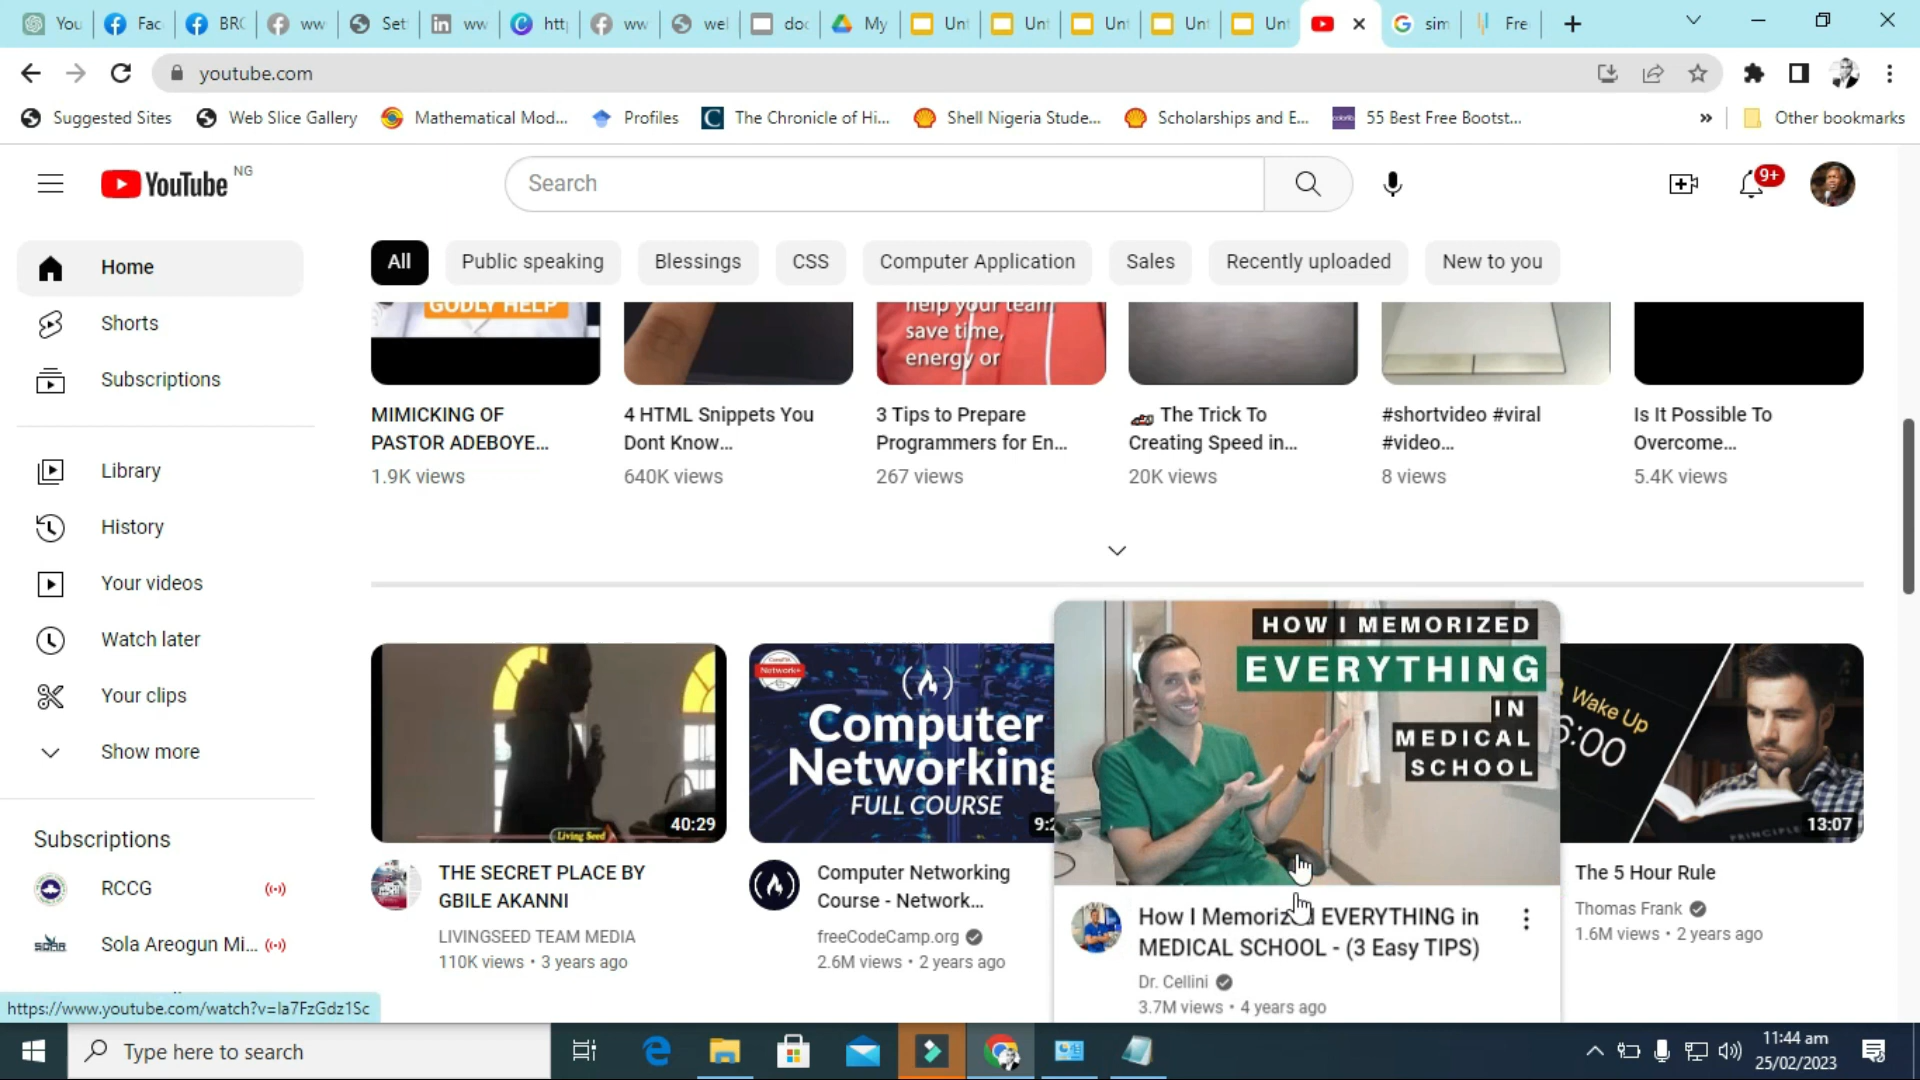 You
Fac
BRC
ww
Set
ww
htt
ww
wel
doc
My
Unt
Unt
Unt
Unt
Unt
sim
Fre
youtube.com
Suggested Sites
Web Slice Gallery
Mathematical Mod...
Profiles
The Chronicle of Hi...
Shell Nigeria Stude...
Scholarships and E...
55 Best Free Bootst...
»
Other bookmarks
YouTube NG
Search
9+
Home
Shorts
Subscriptions
Library
History
Your videos
Watch later
Your clips
Show more
Subscriptions
RCCG
Sola Areogun Mi...
All
Public speaking
Blessings
CSS
Computer Application
Sales
Recently uploaded
New to you
GODLY HELP
help your team
save time,
energy or
MIMICKING OF
PASTOR ADEBOYE...
1.9K views
4 HTML Snippets You
Dont Know...
640K views
3 Tips to Prepare
Programmers for En...
267 views
The Trick To
Creating Speed in...
20K views
#shortvideo #viral
#video...
8 views
Is It Possible To
Overcome...
5.4K views
Living Seed
40:29
THE SECRET PLACE BY
GBILE AKANNI
LIVINGSEED TEAM MEDIA
110K views • 3 years ago
CompTIA
Network+
Computer
Networking
FULL COURSE
9:2
Computer Networking
Course - Network...
freeCodeCamp.org
2.6M views • 2 years ago
HOW I MEMORIZED
EVERYTHING
IN
MEDICAL
SCHOOL
How I Memorized EVERYTHING in
MEDICAL SCHOOL - (3 Easy TIPS)
Dr. Cellini
3.7M views • 4 years ago
Wake Up
6:00
PRINCIPLE
13:07
The 5 Hour Rule
Thomas Frank
1.6M views • 2 years ago
https://www.youtube.com/watch?v=Ia7FzGdz1Sc
Type here to search
11:44 am
25/02/2023